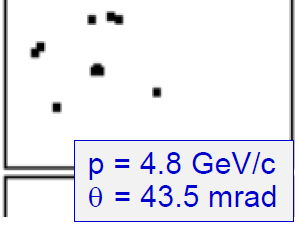 p = 4.8 GeV/c
θ = 43.5 mrad